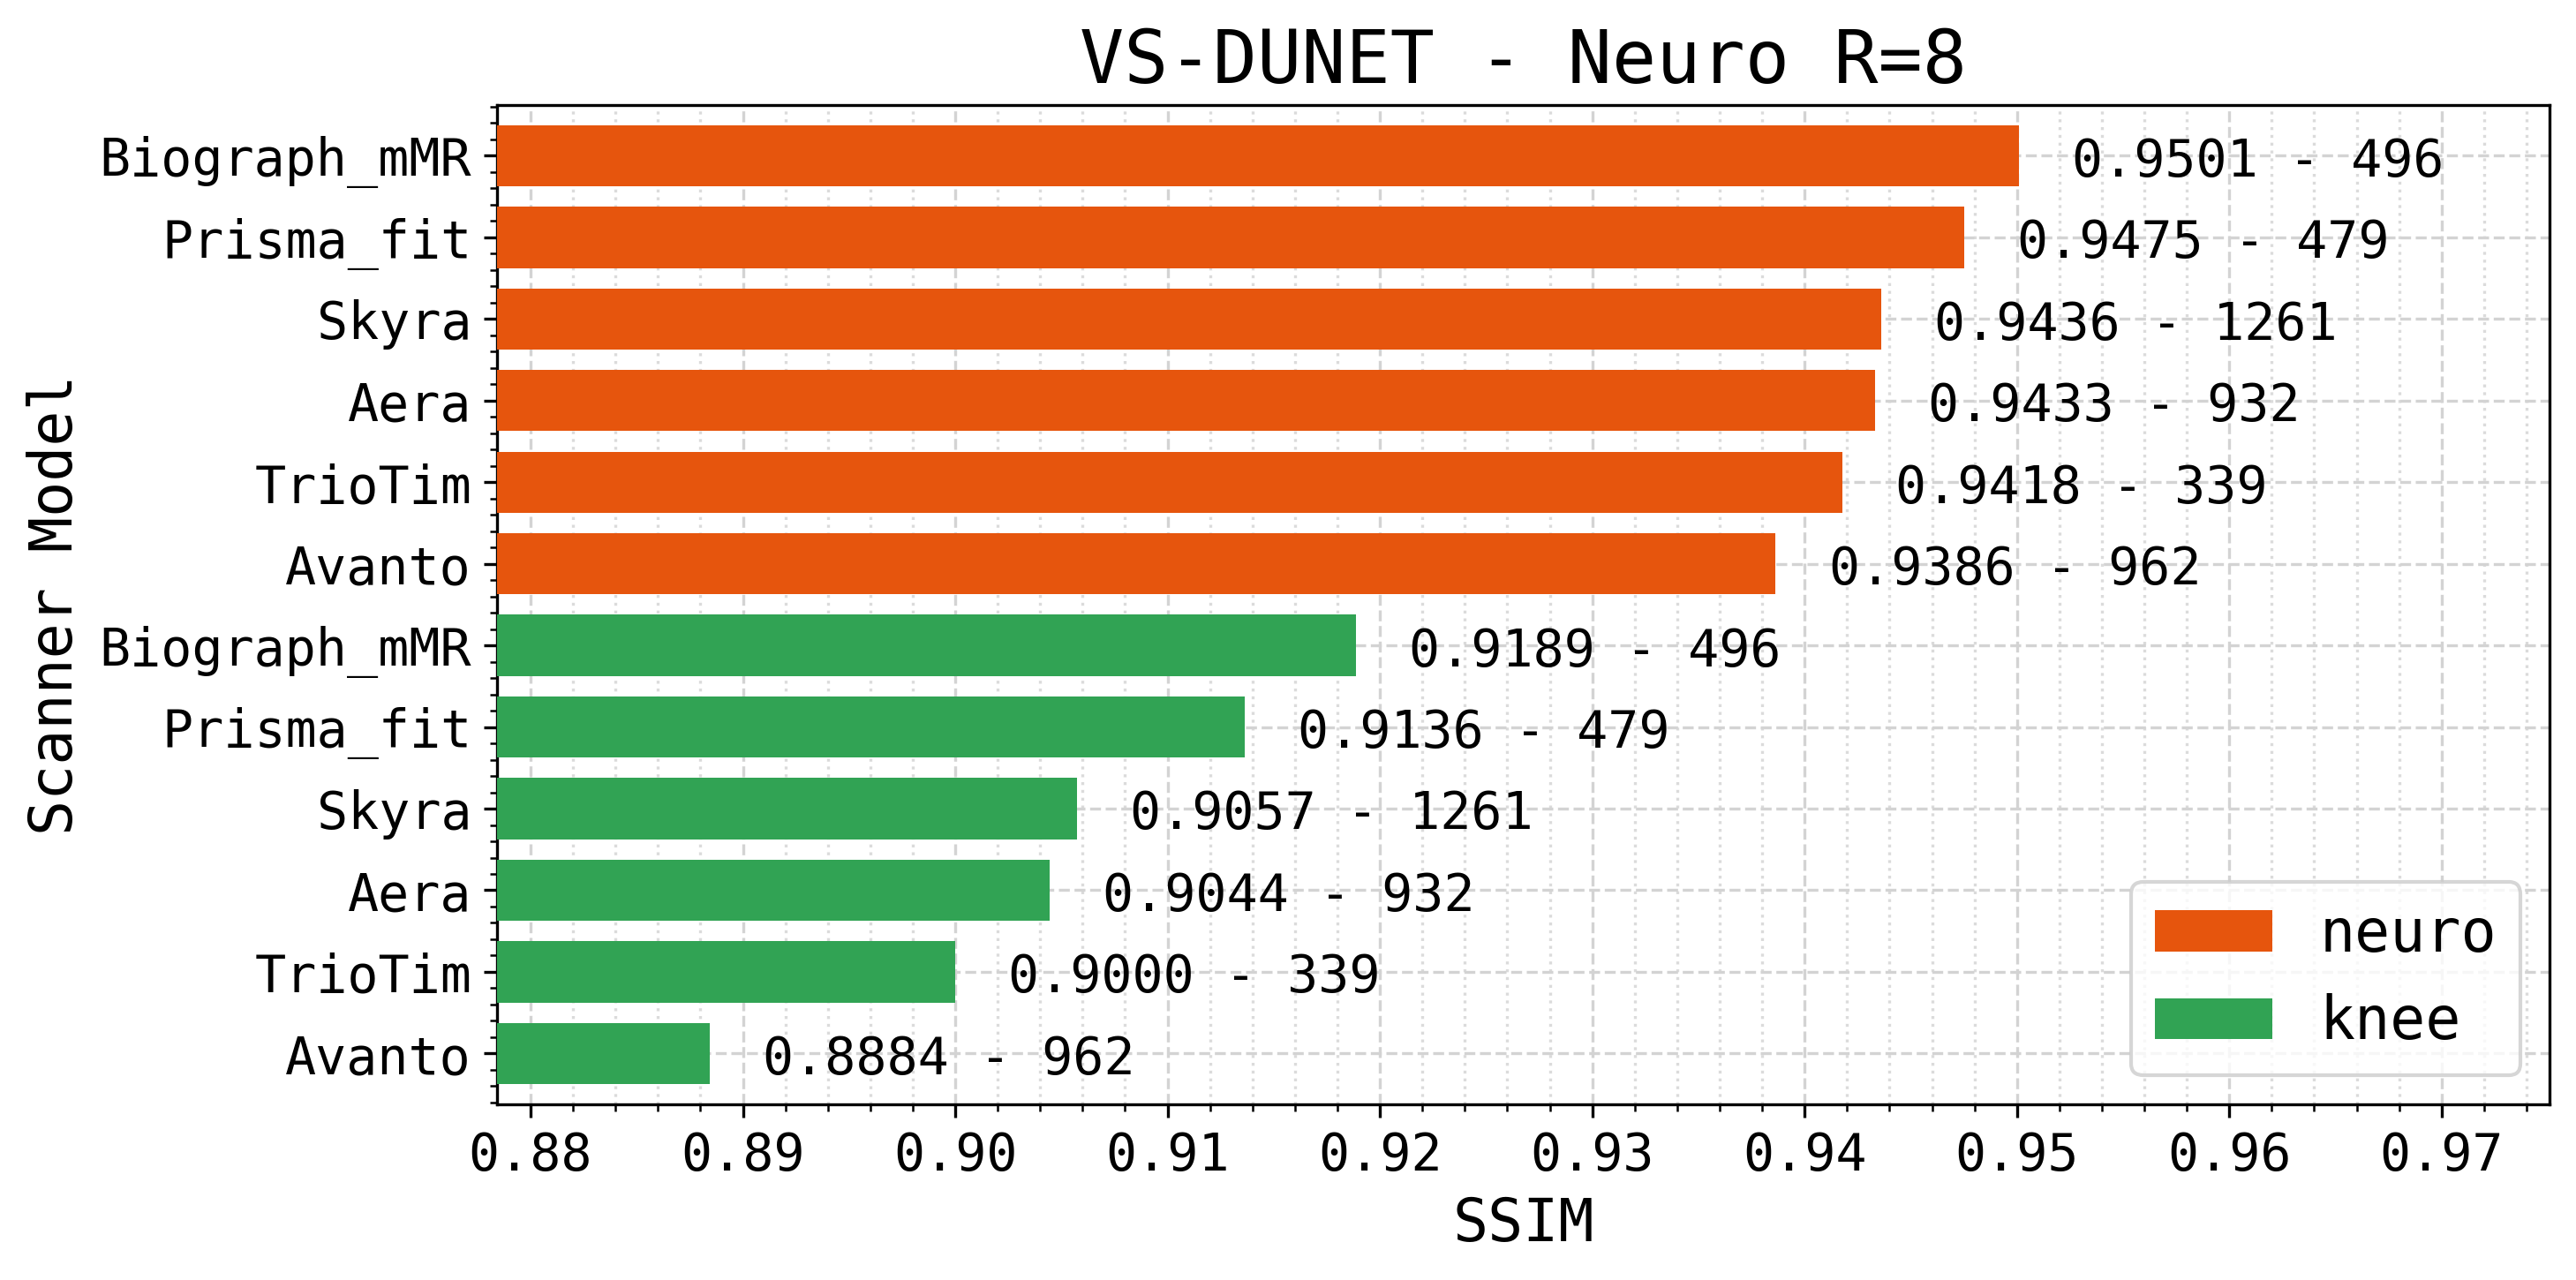 VS-DUNET - Neuro R=8
Scanner Model
Biograph_mMR 0.9501 - 496
Prisma_fit 0.9475 - 479
Skyra 0.9436 - 1261
Aera 0.9433 - 932
TrioTim 0.9418 - 339
Avanto 0.9386 - 962
Biograph_mMR 0.9189 - 496
Prisma_fit 0.9136 - 479
Skyra 0.9057 - 1261
Aera 0.9044 - 932
TrioTim 0.9000 - 339
Avanto 0.8884 - 962
neuro
knee
0.88 0.89 0.90 0.91 0.92 0.93 0.94 0.95 0.96 0.97
SSIM